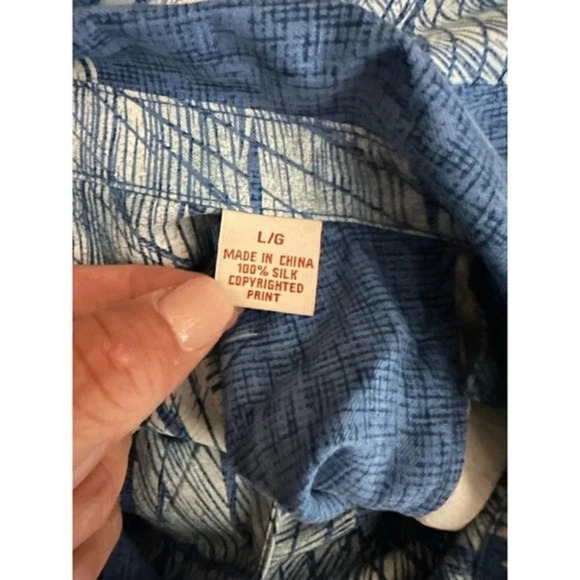 L/G
MADE IN CHINA
100% SILK
COPYRIGHTED
PRINT